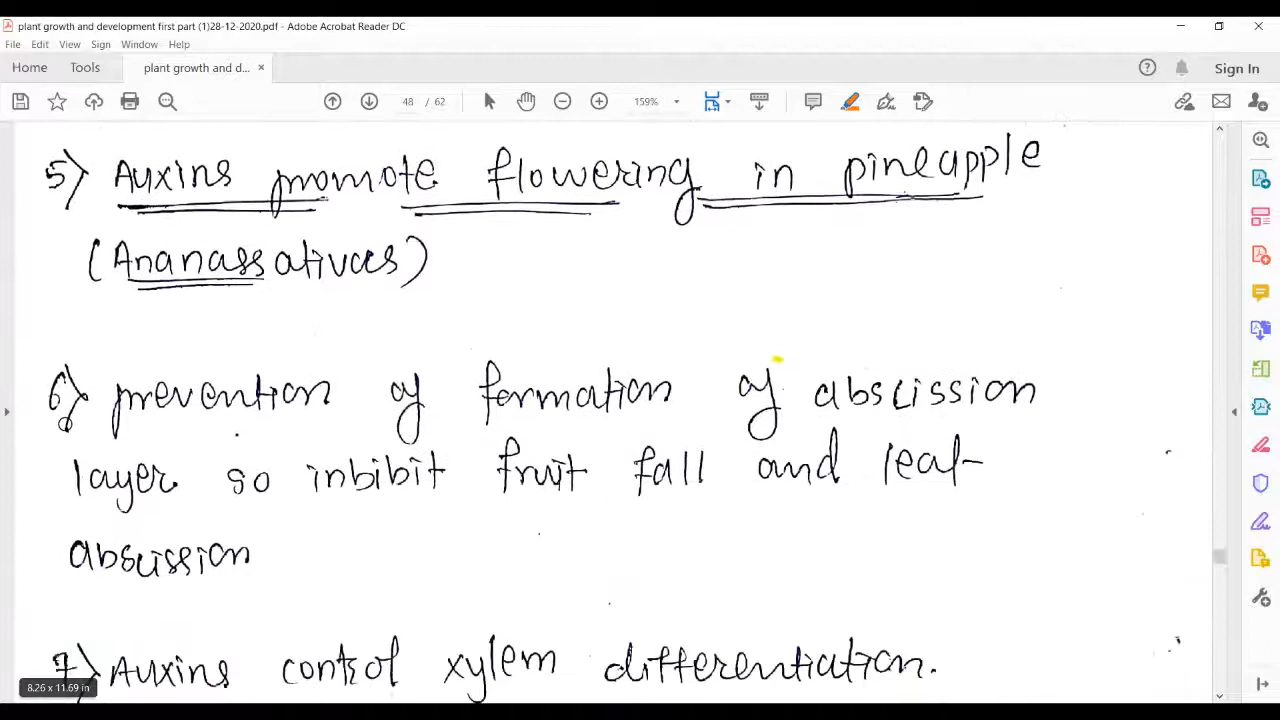 plant growth and development first part (1)28-12-2020.pdf - Adobe Acrobat Reader DC
File Edit View Sign Window Help
Home Tools plant growth and d... × Sign In
48 / 62 159%
5) Auxins promote flowering in pineapple
(Ananassativas)
6) prevention of formation of abscission
layer so inbibit fruit fall and leaf
abscission
7) Auxins control xylem differentiation.
8.26 x 11.69 in